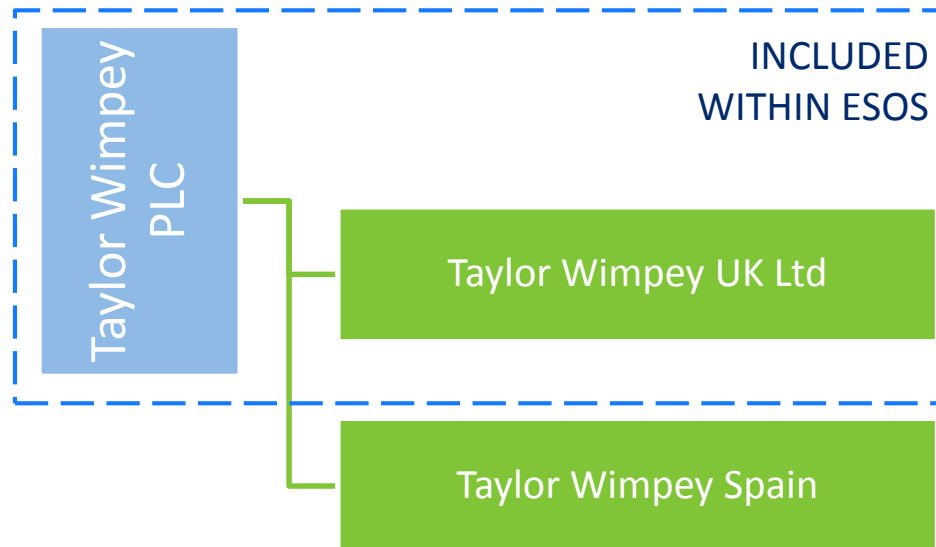 Taylor Wimpey
PLC
INCLUDED
WITHIN ESOS
Taylor Wimpey UK Ltd
Taylor Wimpey Spain